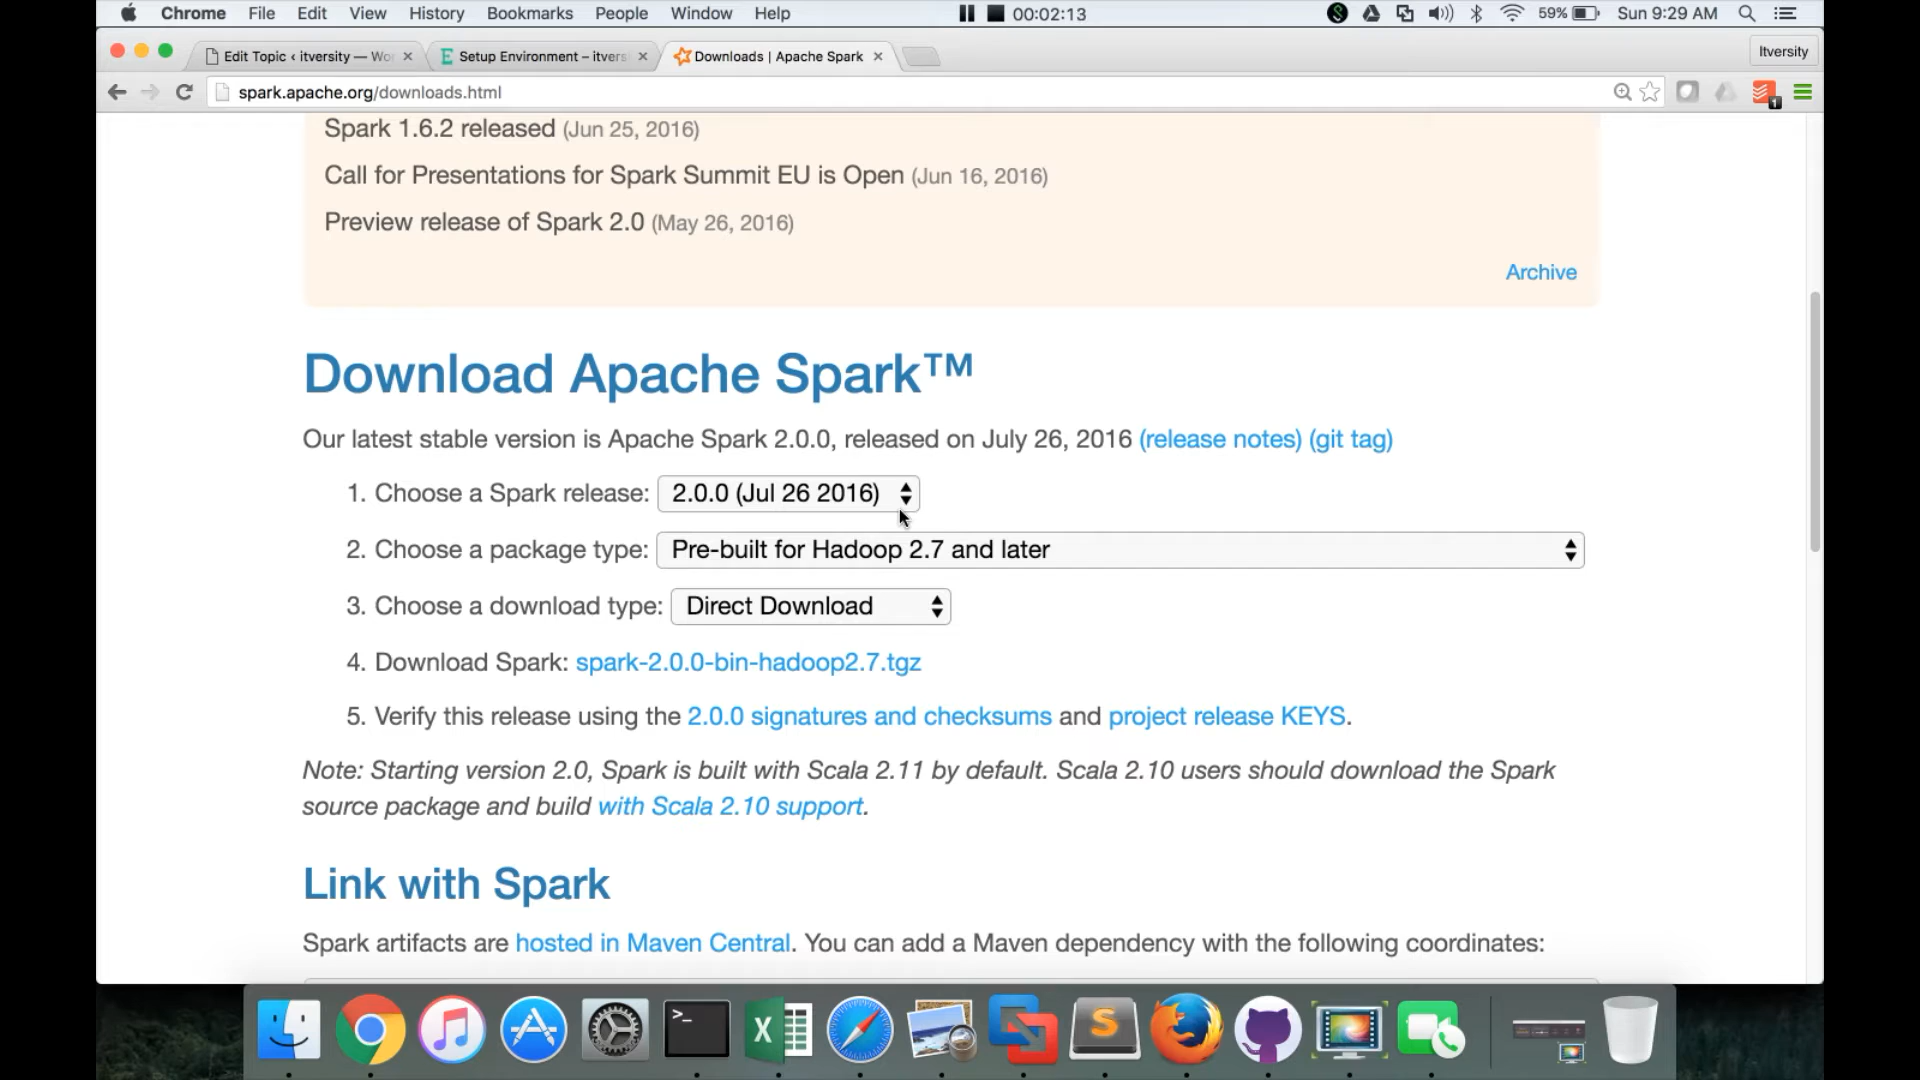 Chrome File Edit View History Bookmarks People Window Help 00:02:13 59% Sun 9:29 AM
Edit Topic ‹ itversity — Wo Setup Environment – itvers Downloads | Apache Spark Itversity
spark.apache.org/downloads.html 1
Spark 1.6.2 released (Jun 25, 2016)
Call for Presentations for Spark Summit EU is Open (Jun 16, 2016)
Preview release of Spark 2.0 (May 26, 2016)
Archive
Download Apache Spark™
Our latest stable version is Apache Spark 2.0.0, released on July 26, 2016 (release notes) (git tag)
1. Choose a Spark release: 2.0.0 (Jul 26 2016)
2. Choose a package type: Pre-built for Hadoop 2.7 and later
3. Choose a download type: Direct Download
4. Download Spark: spark-2.0.0-bin-hadoop2.7.tgz
5. Verify this release using the 2.0.0 signatures and checksums and project release KEYS.
Note: Starting version 2.0, Spark is built with Scala 2.11 by default. Scala 2.10 users should download the Spark
source package and build with Scala 2.10 support.
Link with Spark
Spark artifacts are hosted in Maven Central. You can add a Maven dependency with the following coordinates: